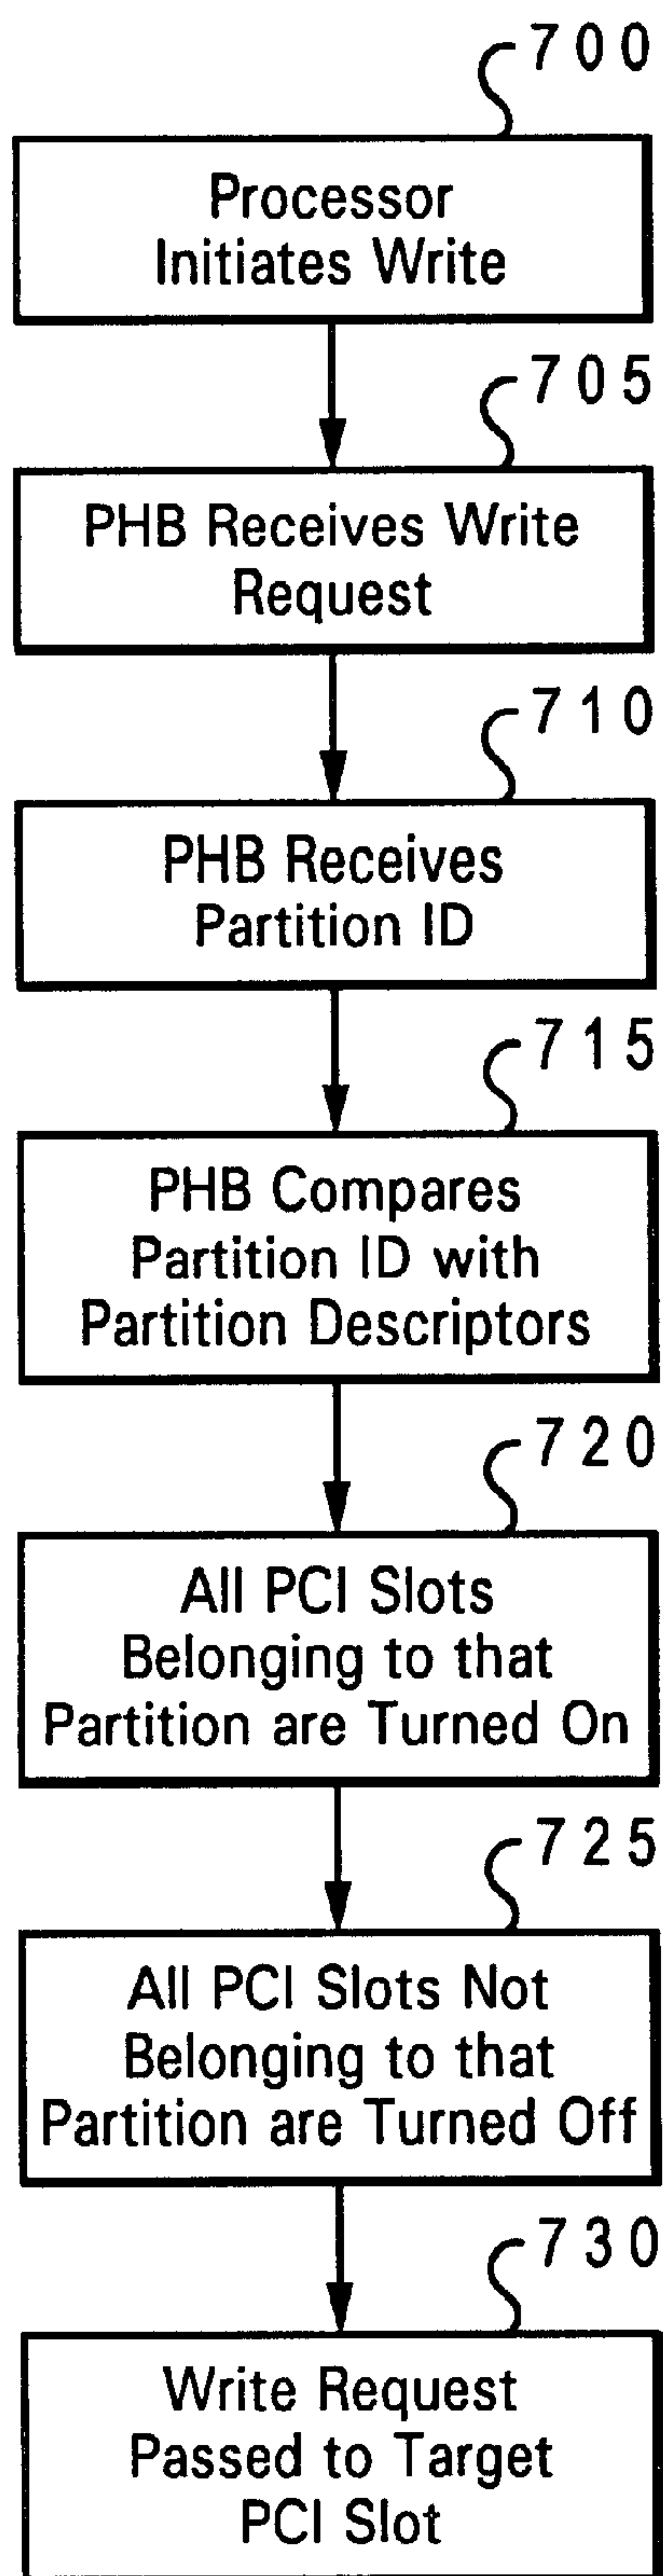 700
Processor
Initiates Write
705
PHB Receives Write
Request
710
PHB Receives
Partition ID
715
PHB Compares
Partition ID with
Partition Descriptors
720
All PCI Slots
Belonging to that
Partition are Turned On
725
All PCI Slots Not
Belonging to that
Partition are Turned Off
730
Write Request
Passed to Target
PCI Slot